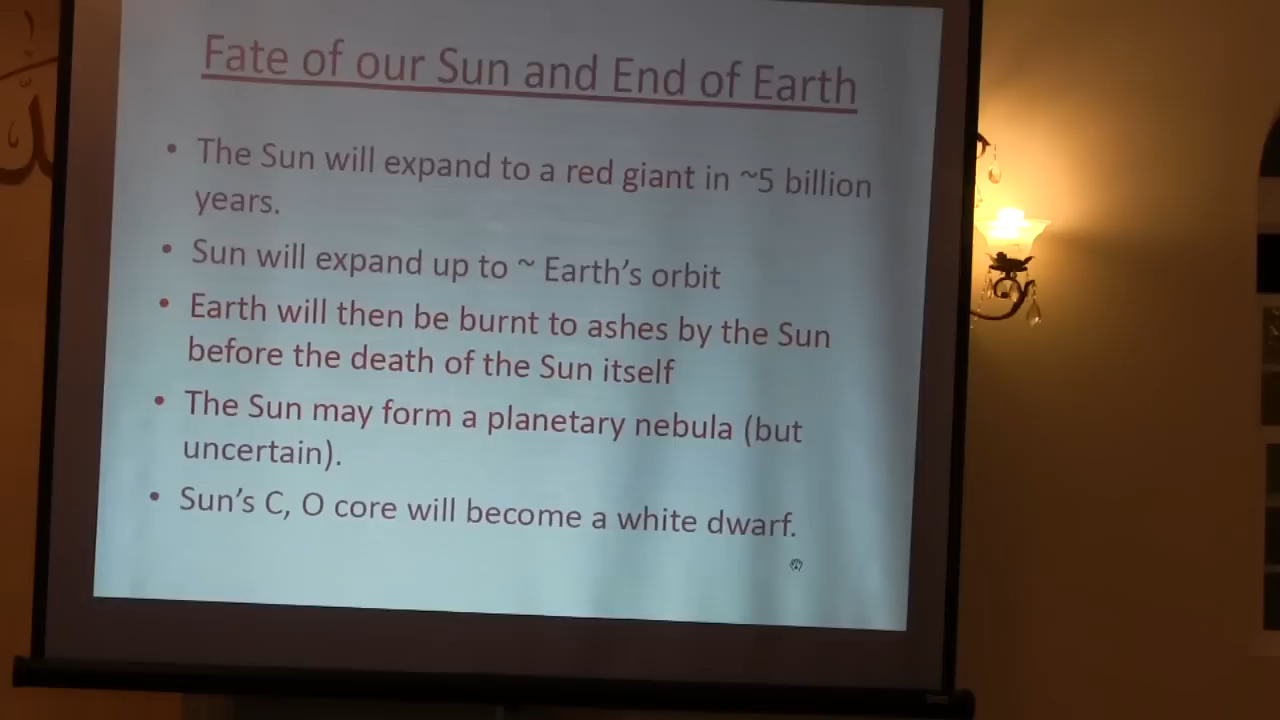 Fate of our Sun and End of Earth
• The Sun will expand to a red giant in ~5 billion
years.
• Sun will expand up to ~ Earth's orbit
• Earth will then be burnt to ashes by the Sun
before the death of the Sun itself
• The Sun may form a planetary nebula (but
uncertain).
• Sun's C, O core will become a white dwarf.